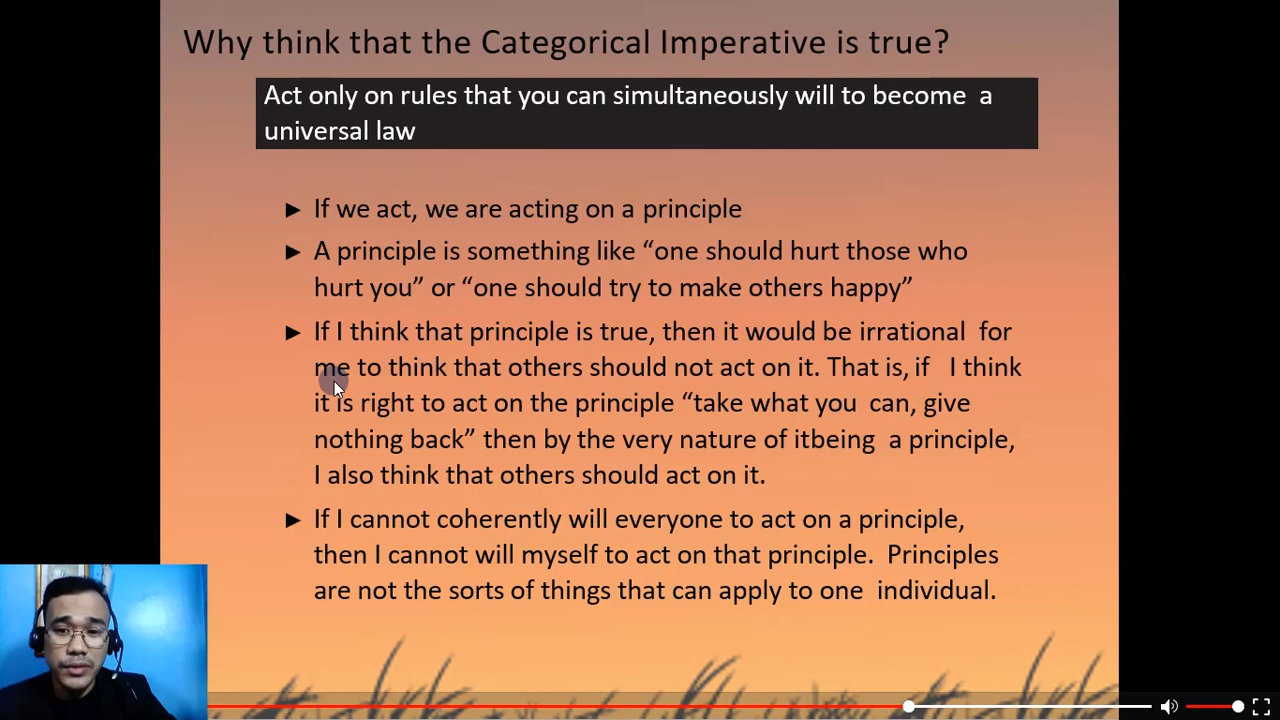 Why think that the Categorical Imperative is true?
Act only on rules that you can simultaneously will to become a
universal law
► If we act, we are acting on a principle
► A principle is something like “one should hurt those who
hurt you” or “one should try to make others happy”
► If I think that principle is true, then it would be irrational for
me to think that others should not act on it. That is, if I think
it is right to act on the principle “take what you can, give
nothing back” then by the very nature of itbeing a principle,
I also think that others should act on it.
► If I cannot coherently will everyone to act on a principle,
then I cannot will myself to act on that principle. Principles
are not the sorts of things that can apply to one individual.